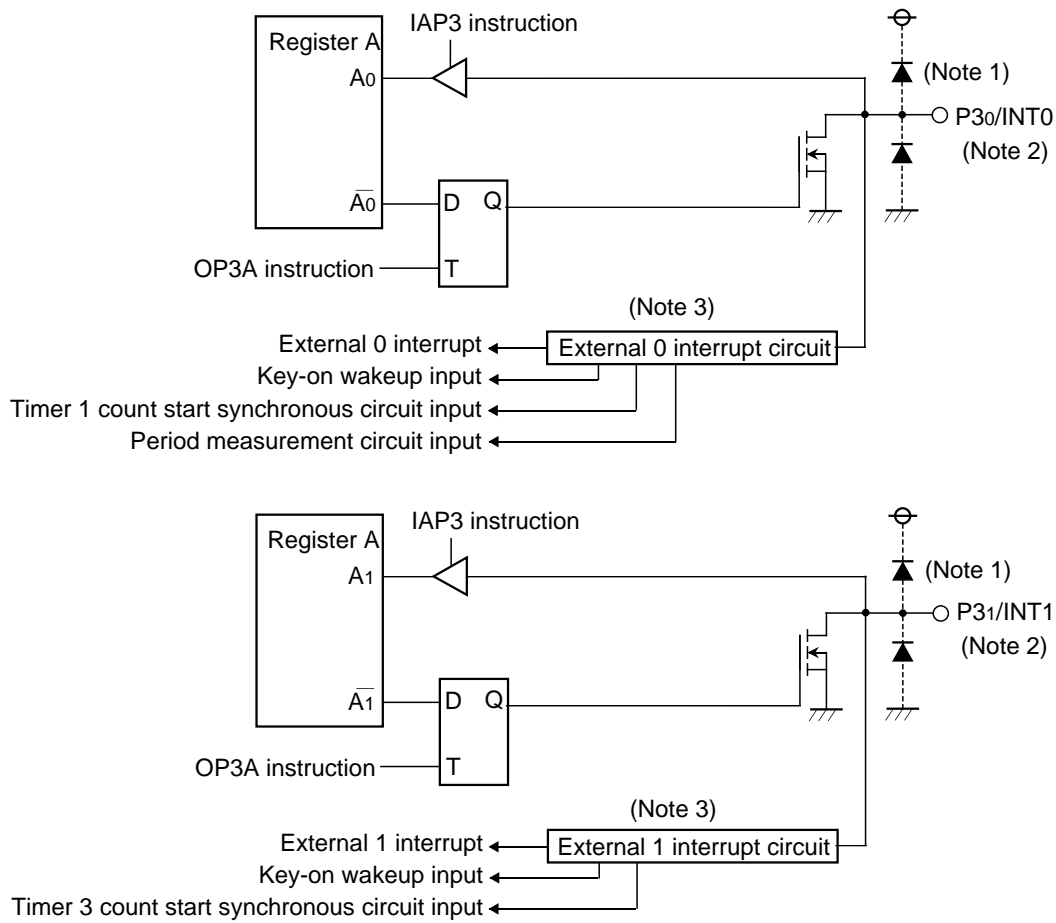 IAP3 instruction
Register A
A0
(Note 1)
P30/INT0
(Note 2)
A̅0̅
D
Q
T
OP3A instruction
(Note 3)
External 0 interrupt
External 0 interrupt circuit
Key-on wakeup input
Timer 1 count start synchronous circuit input
Period measurement circuit input
IAP3 instruction
Register A
A1
(Note 1)
P31/INT1
(Note 2)
A̅1̅
D
Q
T
OP3A instruction
(Note 3)
External 1 interrupt
External 1 interrupt circuit
Key-on wakeup input
Timer 3 count start synchronous circuit input